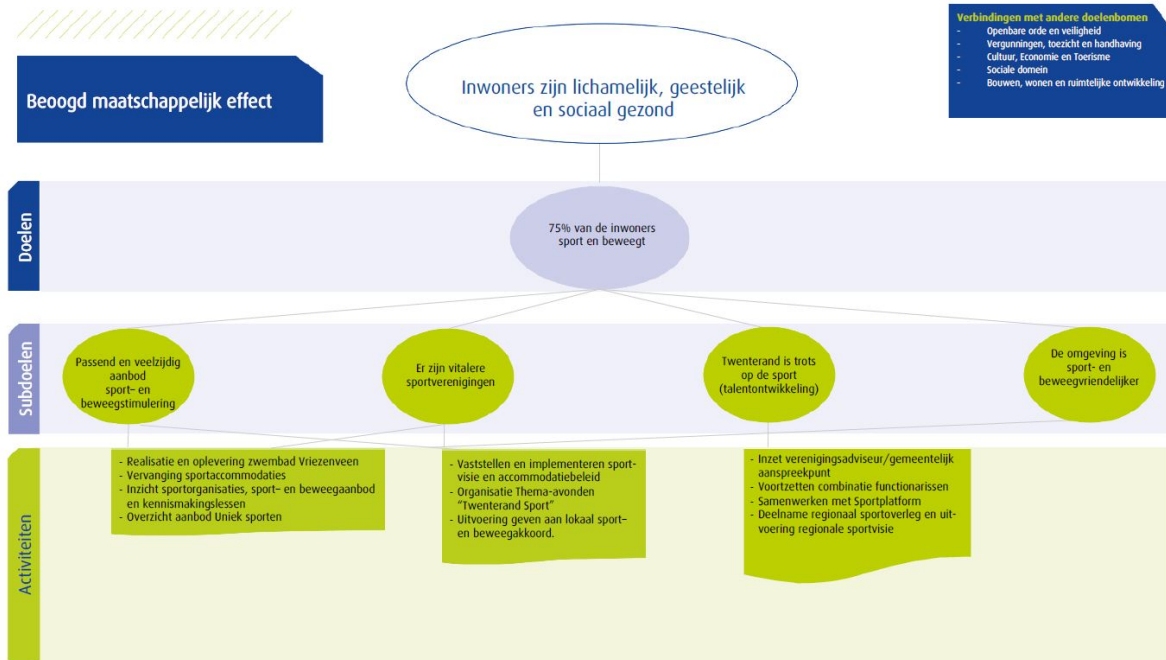 Beoogd maatschappelijk effect
Inwoners zijn lichamelijk, geestelijk
en sociaal gezond
Verbindingen met andere doelenbomen
- Openbare orde en veiligheid
- Vergunningen, toezicht en handhaving
- Cultuur, Economie en Toerisme
- Sociale domein
- Bouwen, wonen en ruimtelijke ontwikkeling
Doelen
75% van de inwoners
sport en beweegt
Subdoelen
Passend en veelzijdig
aanbod
sport– en
beweegstimulering
Er zijn vitalere
sportverenigingen
Twenterand is trots
op de sport
(talentontwikkeling)
De omgeving is
sport- en
beweegvriendelijker
Activiteiten
- Realisatie en oplevering zwembad Vriezenveen
- Vervanging sportaccommodaties
- Inzicht sportorganisaties, sport– en beweegaanbod
en kennismakingslessen
- Overzicht aanbod Uniek sporten
- Vaststellen en implementeren sport-
visie en accommodatiebeleid
- Organisatie Thema-avonden
“Twenterand Sport”
- Uitvoering geven aan lokaal sport–
en beweegakkoord.
- Inzet verenigingsadviseur/gemeentelijk
aanspreekpunt
- Voortzetten combinatie functionarissen
- Samenwerken met Sportplatform
- Deelname regionaal sportoverleg en uit-
voering regionale sportvisie